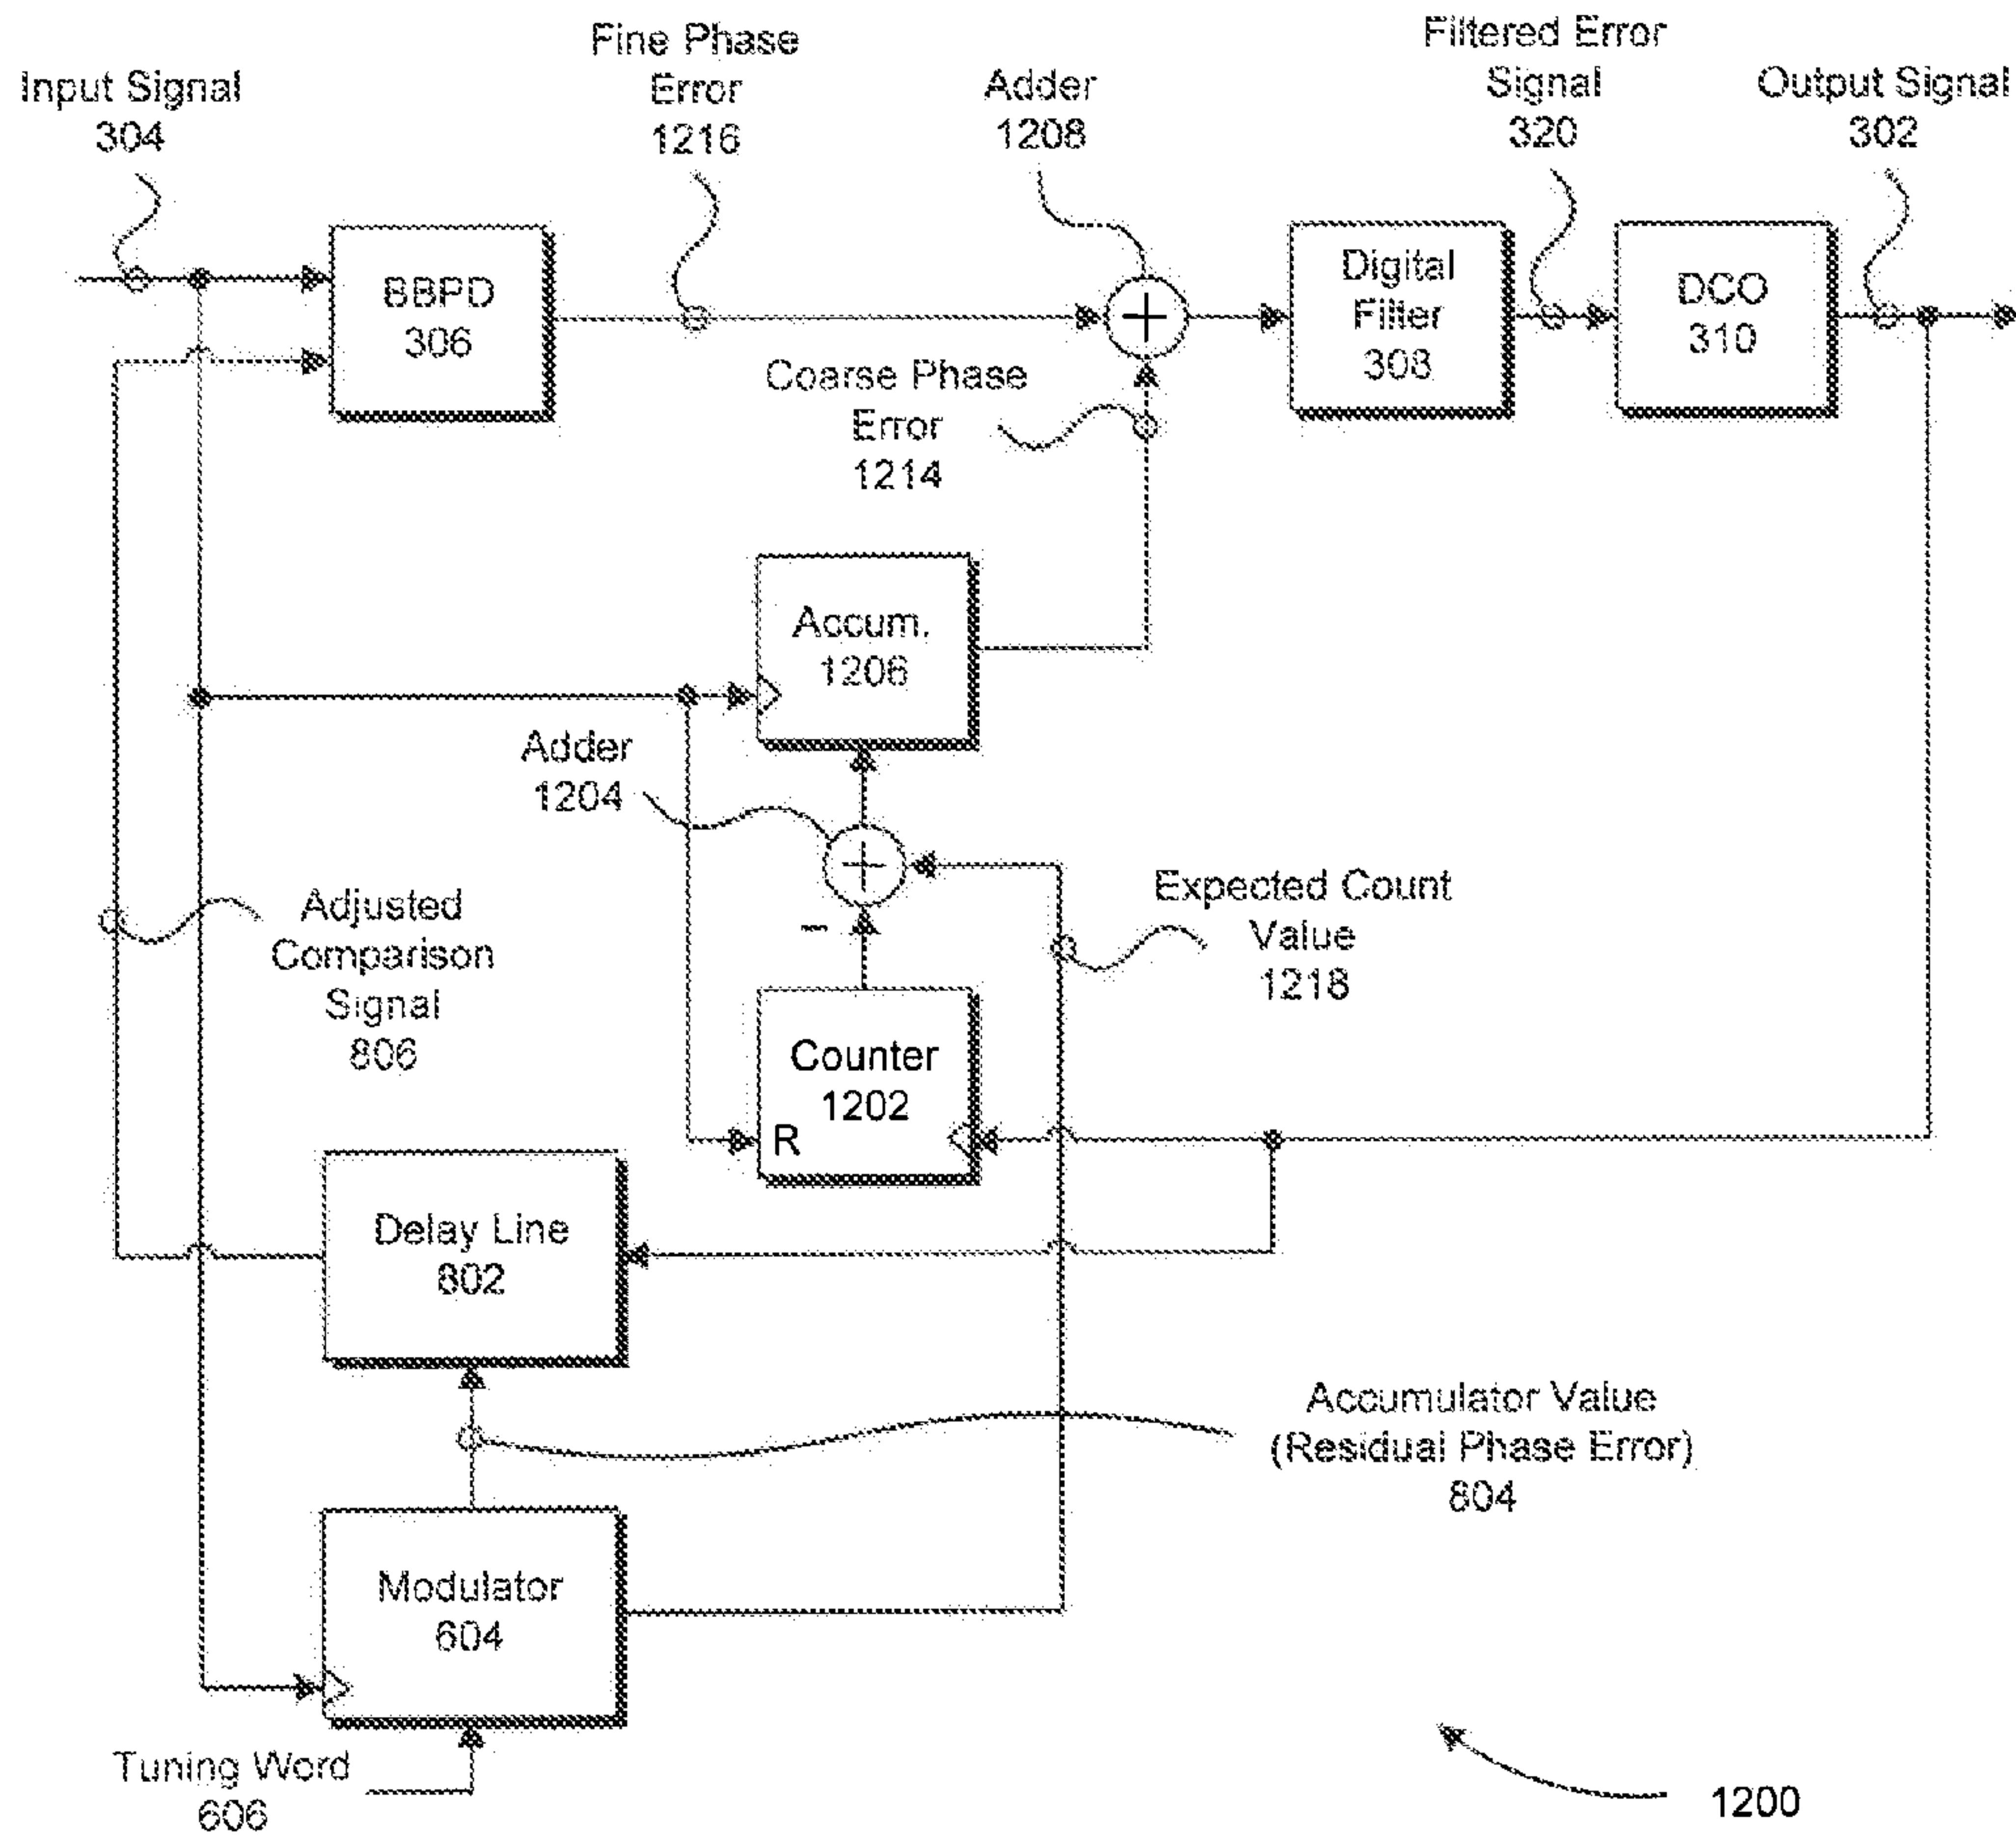 Input Signal
304
Fine Phase
Error
1216
Adder
1208
Filtered Error
Signal
320
Output Signal
302
BBPD
306
Digital
Filter
308
DCO
310
Coarse Phase
Error
1214
Accum.
1206
Adder
1204
Adjusted
Comparison
Signal
806
Expected Count
Value
1218
Counter
1202
R
Delay Line
802
Accumulator Value
(Residual Phase Error)
804
Modulator
604
Tuning Word
606
1200